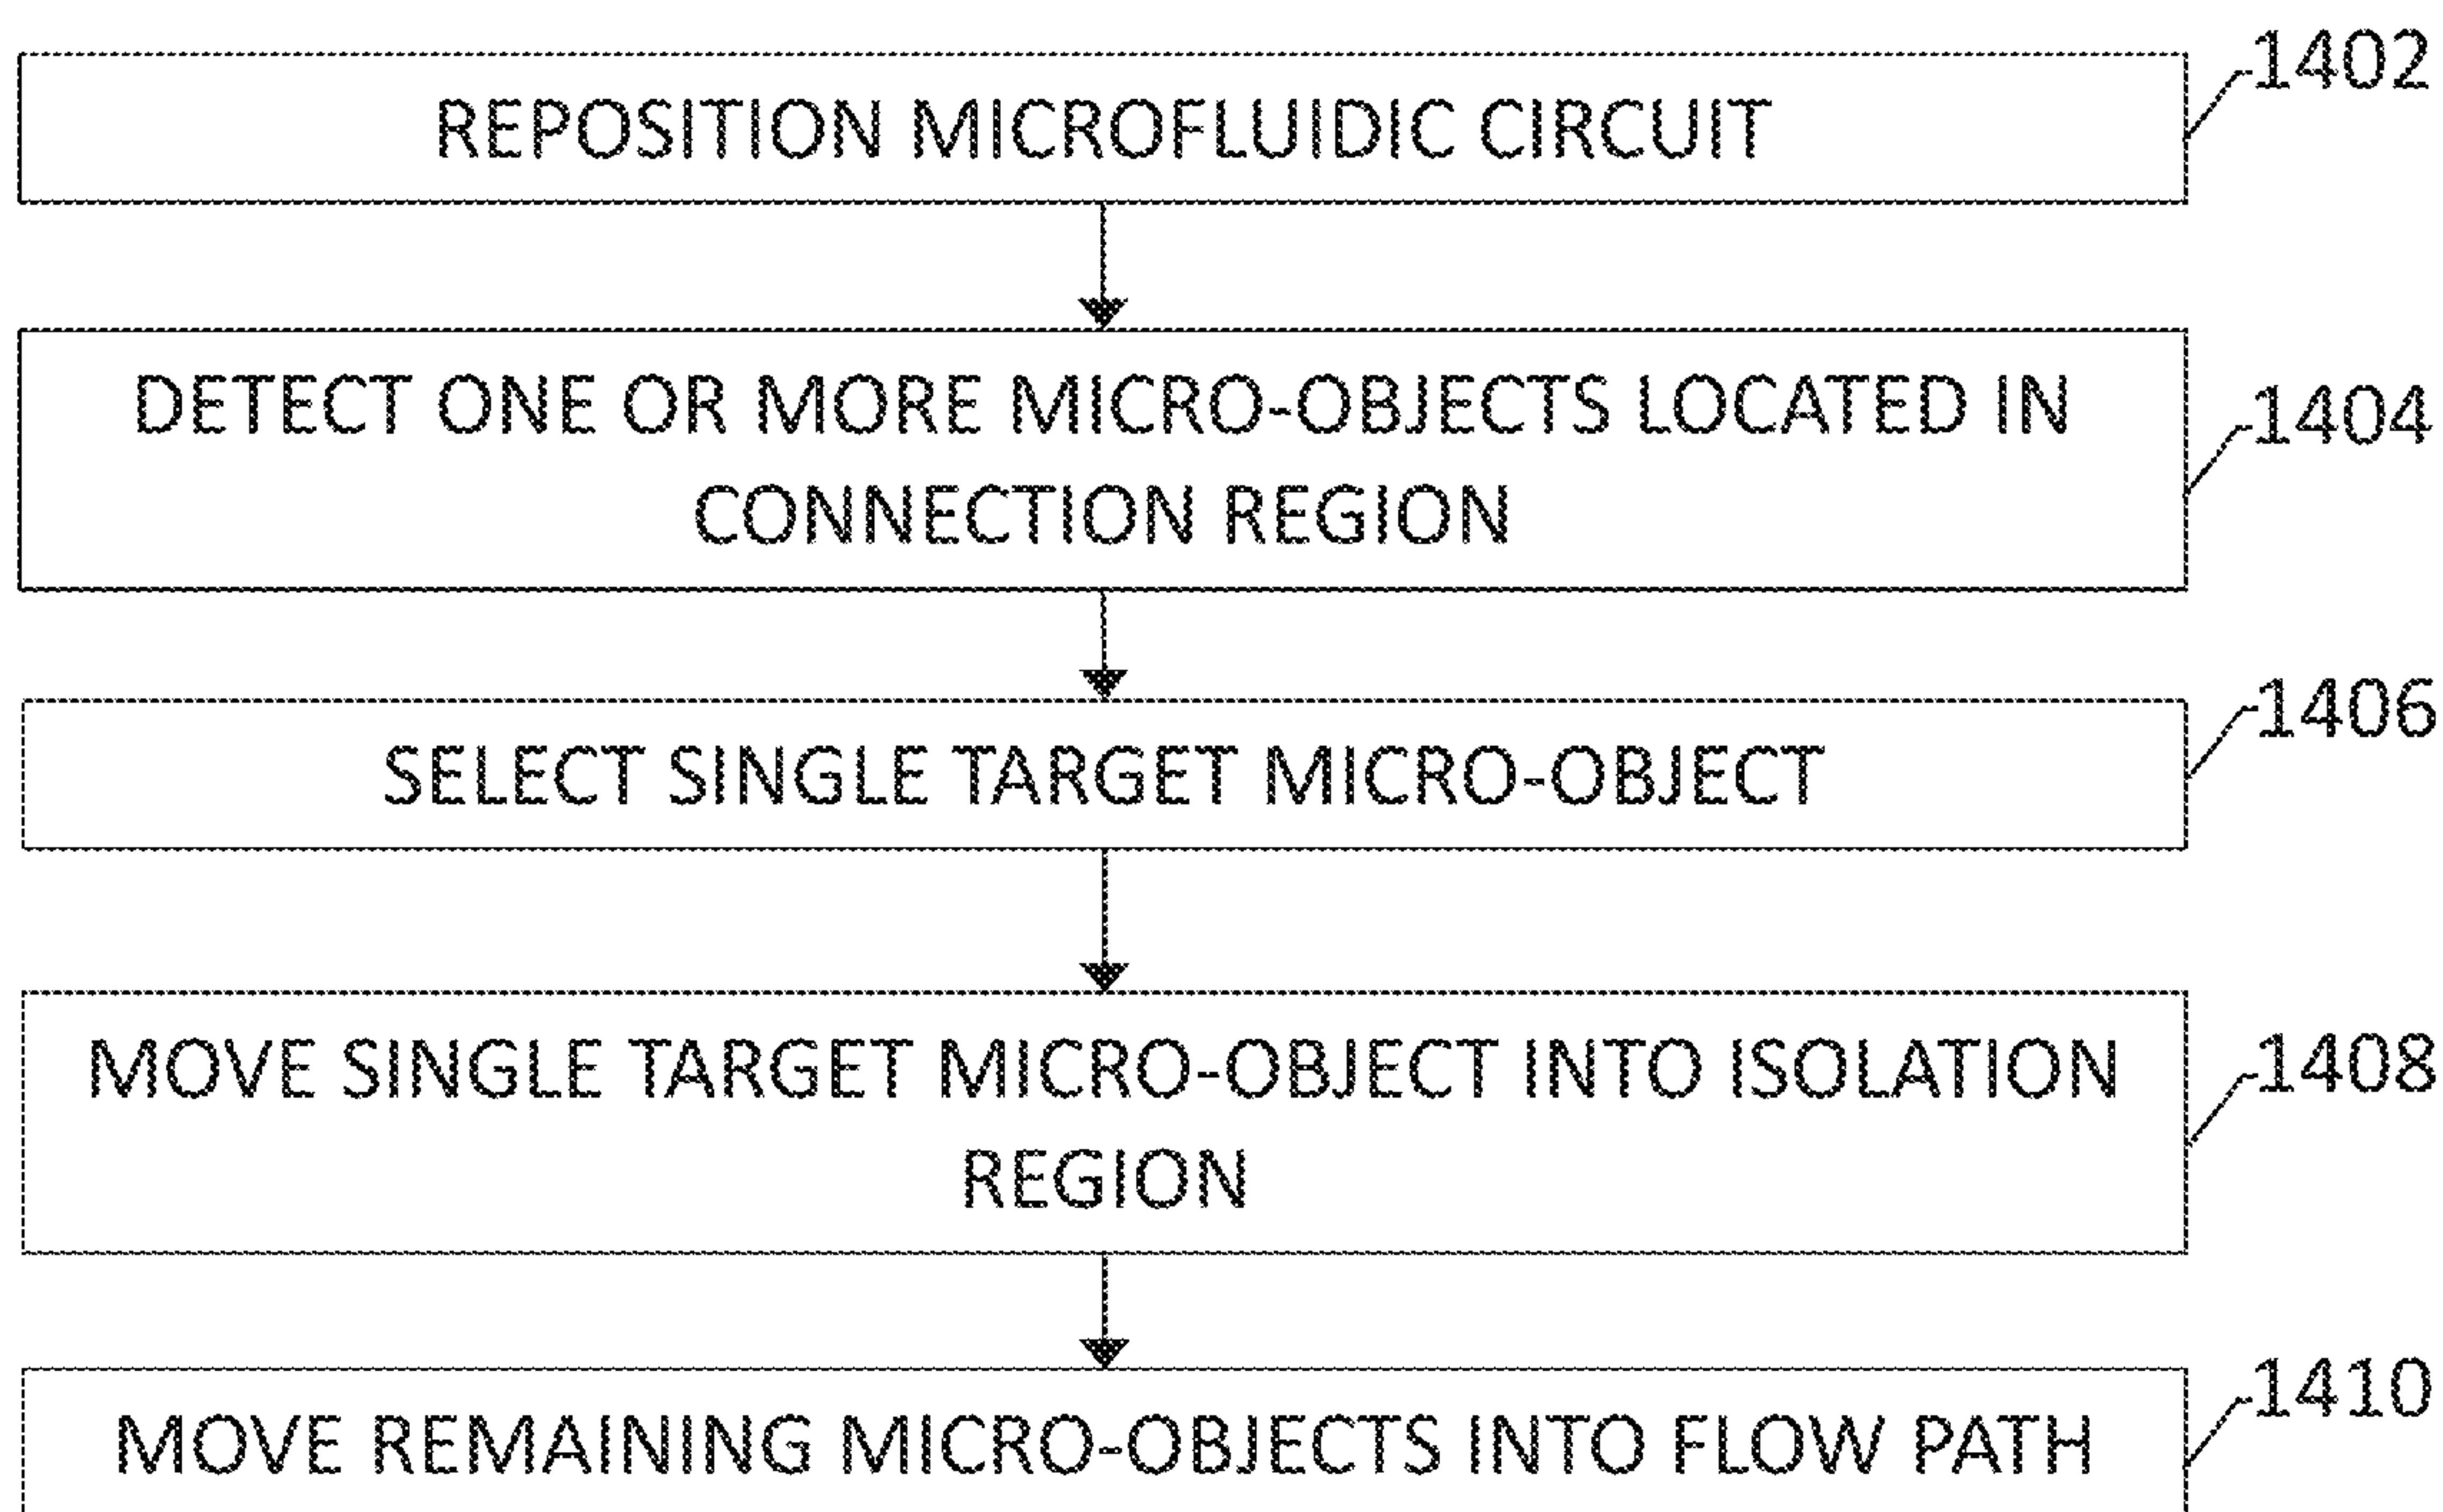 1402
REPOSITION MICROFLUIDIC CIRCUIT
DETECT ONE OR MORE MICRO-OBJECTS LOCATED IN
1404
CONNECTION REGION
1406
SELECT SINGLE TARGET MICRO-OBJECT
MOVE SINGLE TARGET MICRO-OBJECT INTO ISOLATION
1408
REGION
1410
MOVE REMAINING MICRO-OBJECTS INTO FLOW PATH